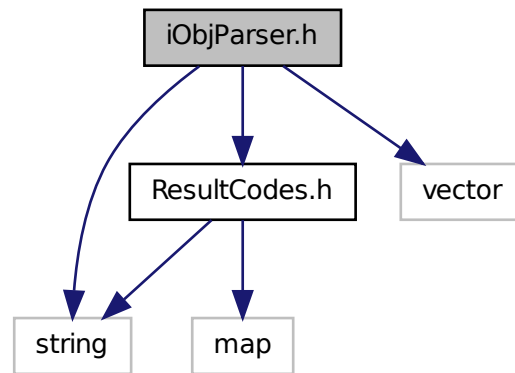 iObjParser.h
ResultCodes.h
vector
string
map